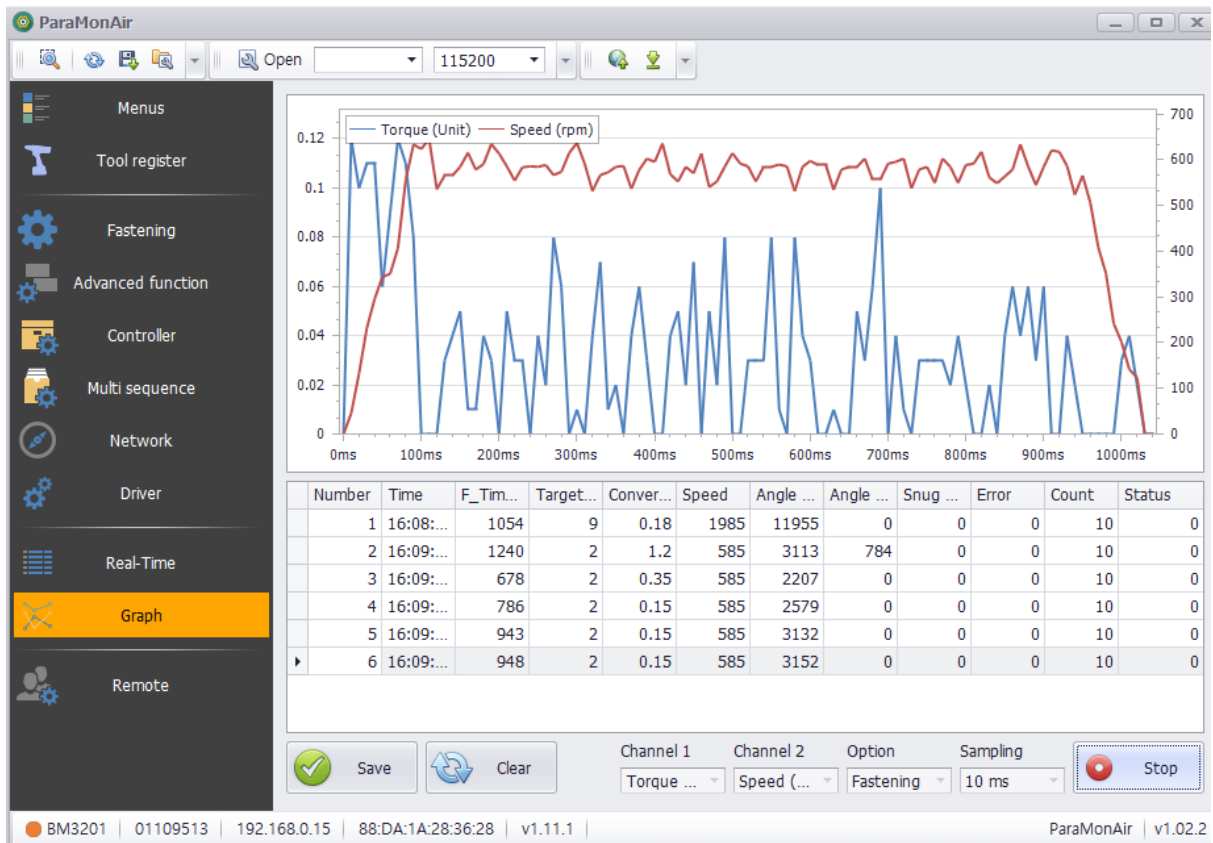 ParaMonAir
Open 115200
Menus
Tool register
Fastening
Advanced function
Controller
Multi sequence
Network
Driver
Real-Time
Graph
Remote
Torque (Unit) Speed (rpm)
0.12
0.1
0.08
0.06
0.04
0.02
0
700
600
500
400
300
200
100
0
0ms 100ms 200ms 300ms 400ms 500ms 600ms 700ms 800ms 900ms 1000ms
Number Time F_Tim... Target... Conver... Speed Angle ... Angle ... Snug ... Error Count Status
1 16:08:... 1054 9 0.18 1985 11955 0 0 0 10 0
2 16:09:... 1240 2 1.2 585 3113 784 0 0 10 0
3 16:09:... 678 2 0.35 585 2207 0 0 0 10 0
4 16:09:... 786 2 0.15 585 2579 0 0 0 10 0
5 16:09:... 943 2 0.15 585 3132 0 0 0 10 0
6 16:09:... 948 2 0.15 585 3152 0 0 0 10 0
Save Clear
Channel 1 Channel 2 Option Sampling
Torque ... Speed (... Fastening 10 ms
Stop
BM3201 01109513 192.168.0.15 88:DA:1A:28:36:28 v1.11.1 ParaMonAir v1.02.2